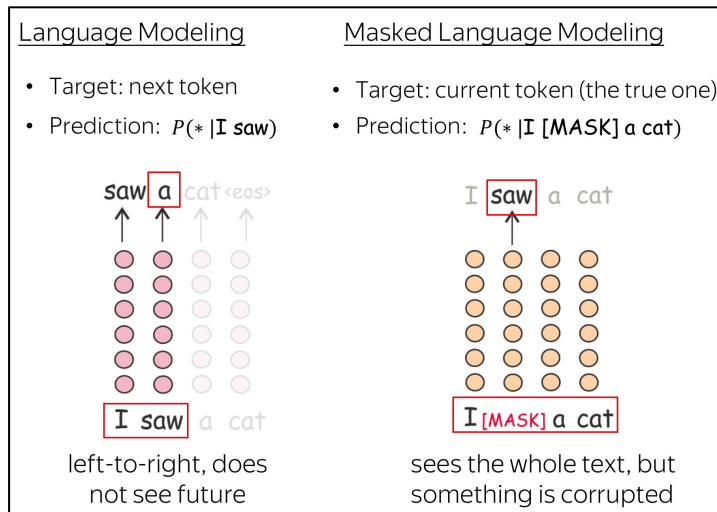 Language Modeling
• Target: next token
• Prediction: P(* |I saw)
saw a cat <eos>
I saw a cat
left-to-right, does
not see future
Masked Language Modeling
• Target: current token (the true one)
• Prediction: P(* |I [MASK] a cat)
I saw a cat
I [MASK] a cat
sees the whole text, but
something is corrupted